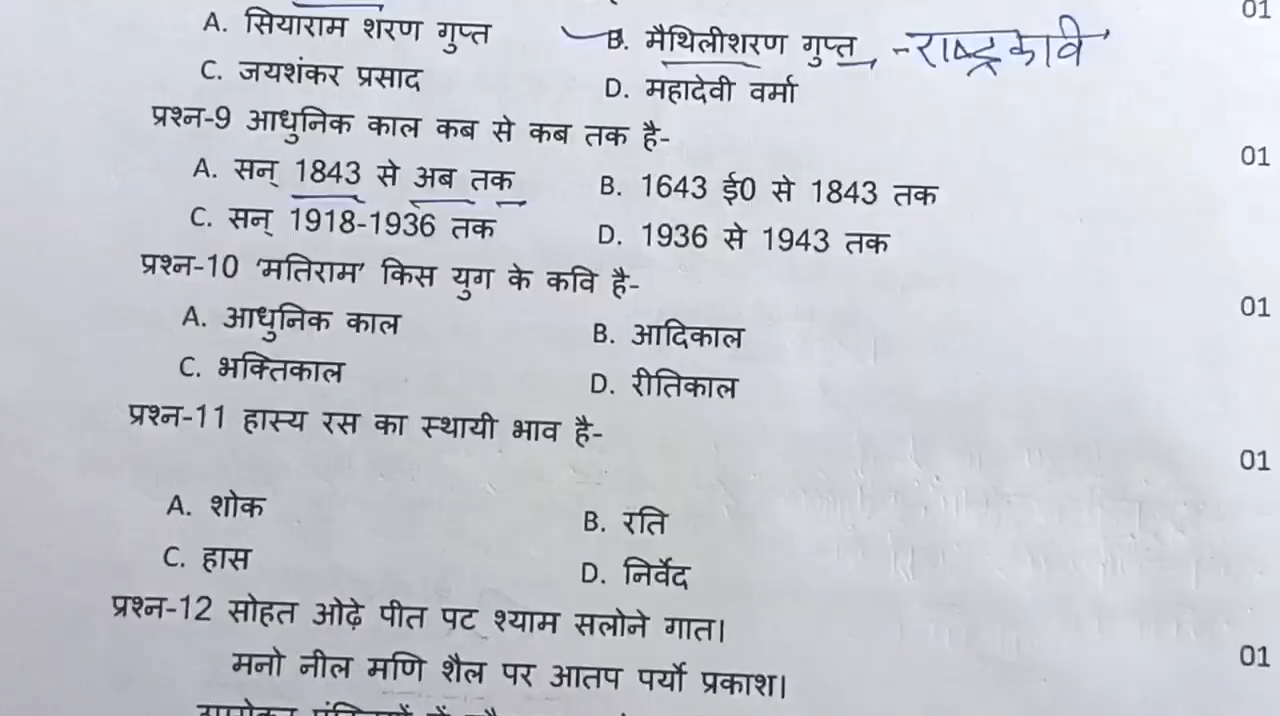 01
A. सियाराम शरण गुप्त B. मैथिलीशरण गुप्त -राष्ट्रकवि
C. जयशंकर प्रसाद D. महादेवी वर्मा
प्रश्न-9 आधुनिक काल कब से कब तक है- 01
A. सन् 1843 से अब तक B. 1643 ई0 से 1843 तक
C. सन् 1918-1936 तक D. 1936 से 1943 तक
प्रश्न-10 'मतिराम' किस युग के कवि है- 01
A. आधुनिक काल B. आदिकाल
C. भक्तिकाल D. रीतिकाल
प्रश्न-11 हास्य रस का स्थायी भाव है- 01
A. शोक B. रति
C. हास D. निर्वेद
प्रश्न-12 सोहत ओढ़े पीत पट श्याम सलोने गात।
मनो नील मणि शैल पर आतप पर्यो प्रकाश। 01